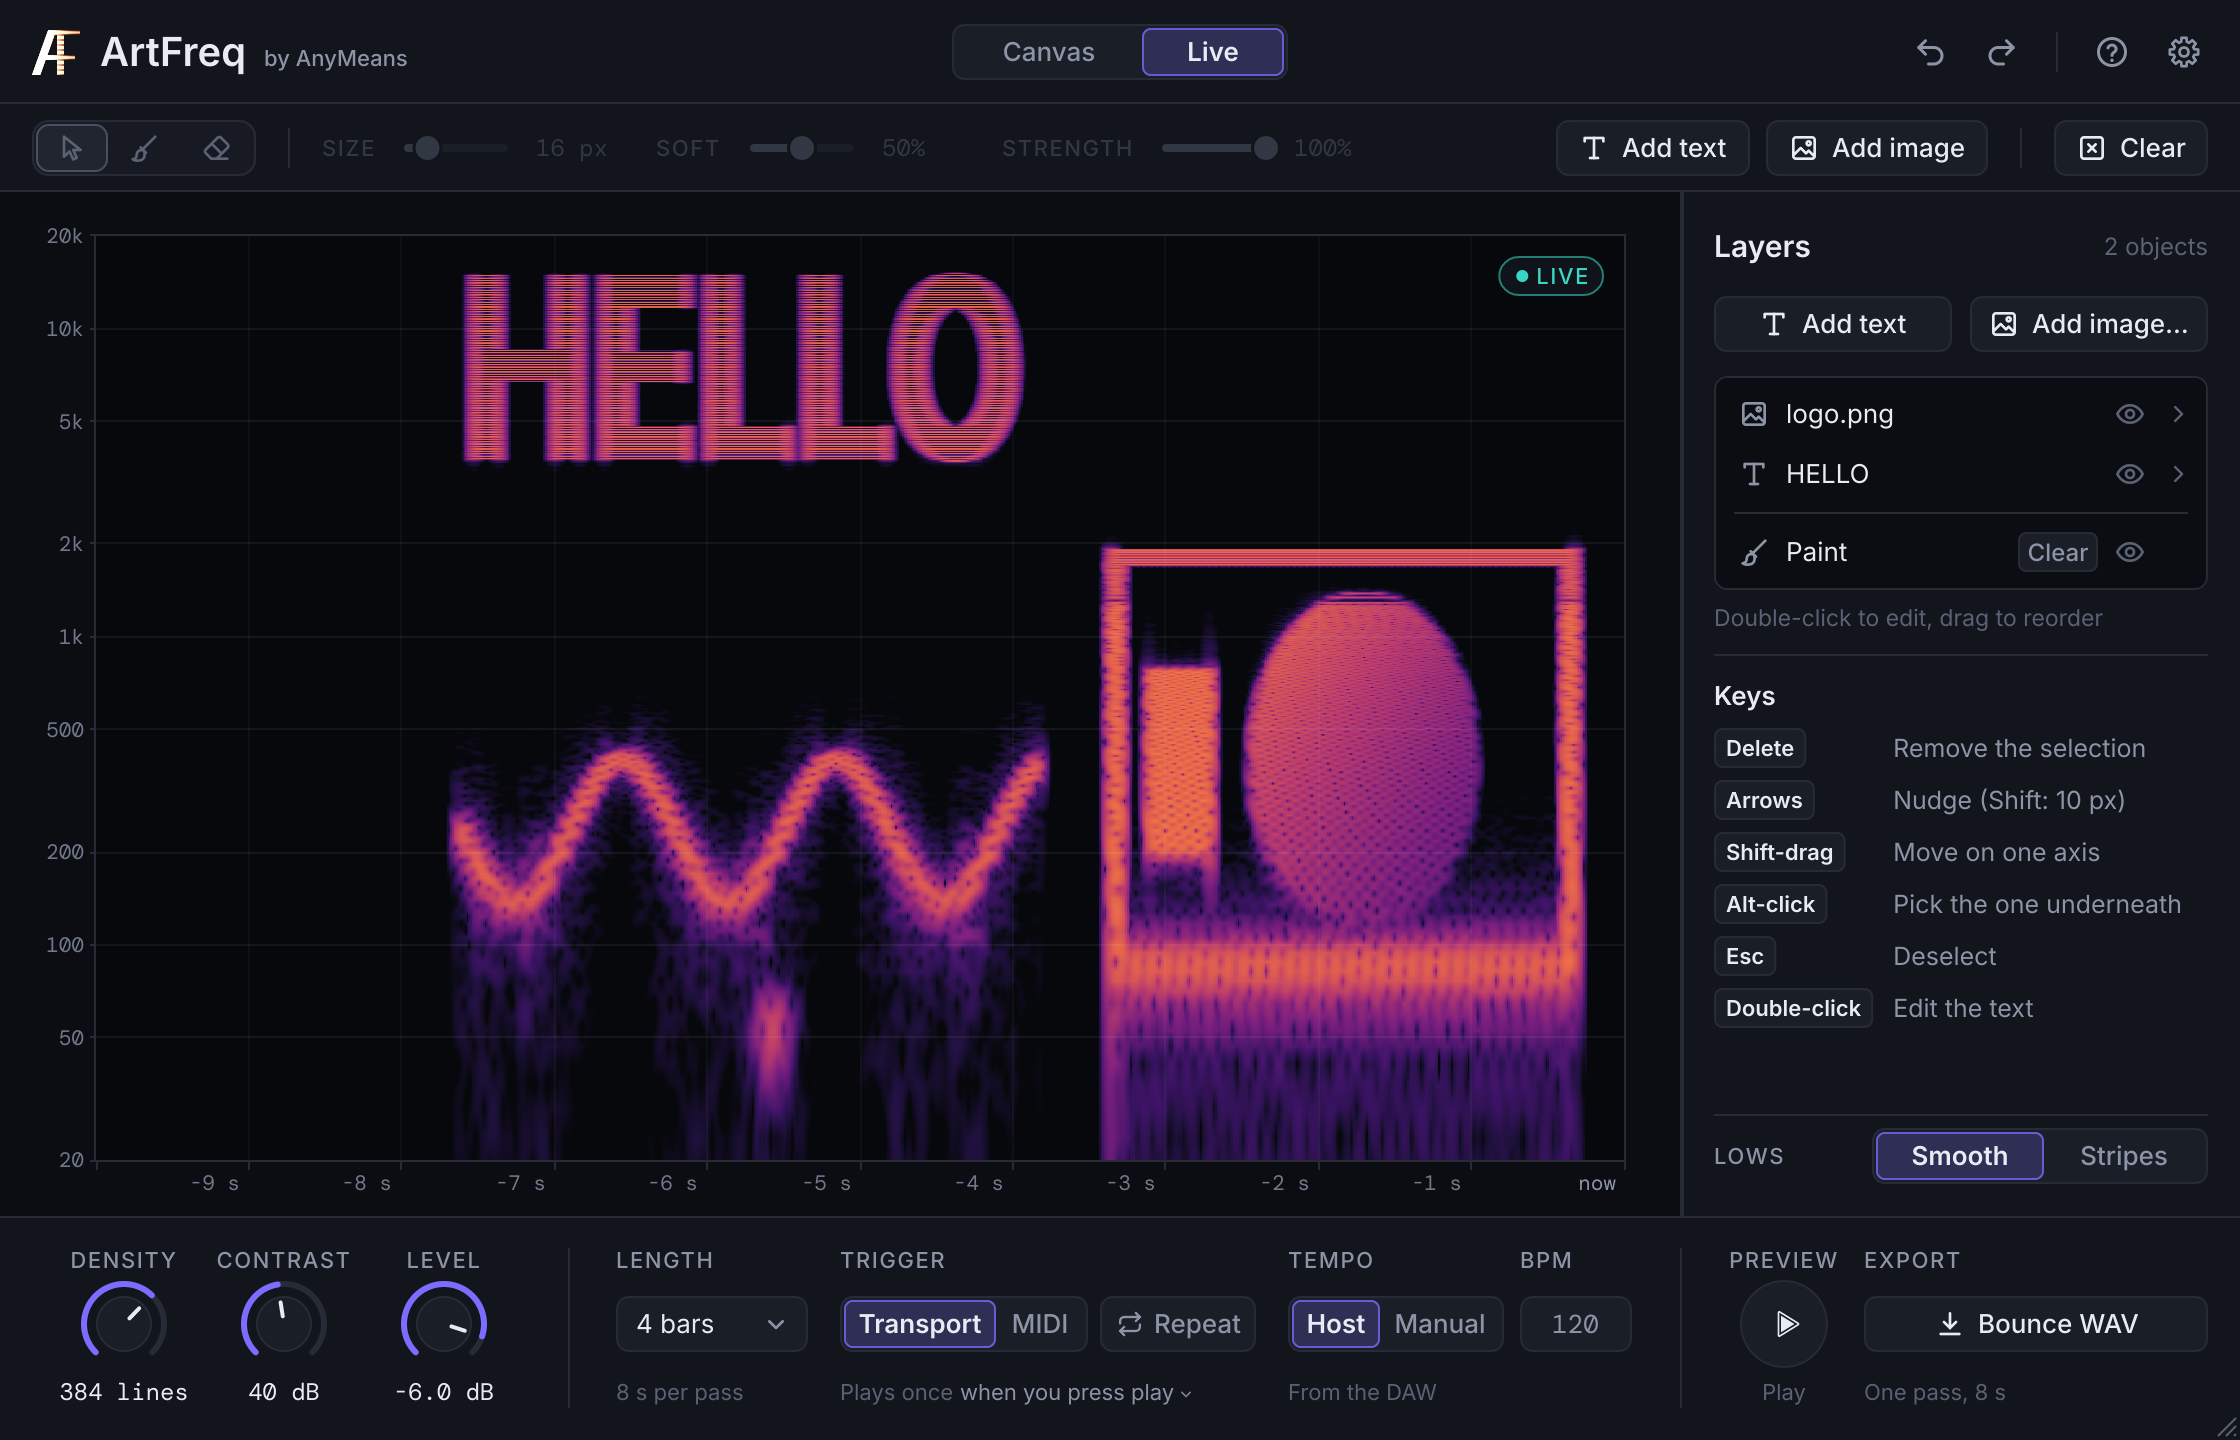 AF ArtFreq by AnyMeans
Canvas Live
SIZE 16 px SOFT 50% STRENGTH 100%
Add text Add image Clear
20k
10k
5k
2k
1k
500
200
100
50
20
HELLO
LIVE
-9 s -8 s -7 s -6 s -5 s -4 s -3 s -2 s -1 s now
Layers 2 objects
Add text Add image...
logo.png
HELLO
Paint Clear
Double-click to edit, drag to reorder
Keys
Delete Remove the selection
Arrows Nudge (Shift: 10 px)
Shift-drag Move on one axis
Alt-click Pick the one underneath
Esc Deselect
Double-click Edit the text
LOWS Smooth Stripes
DENSITY CONTRAST LEVEL LENGTH TRIGGER TEMPO BPM PREVIEW EXPORT
4 bars Transport MIDI Repeat Host Manual 120 Bounce WAV
384 lines 40 dB -6.0 dB 8 s per pass Plays once when you press play From the DAW Play One pass, 8 s